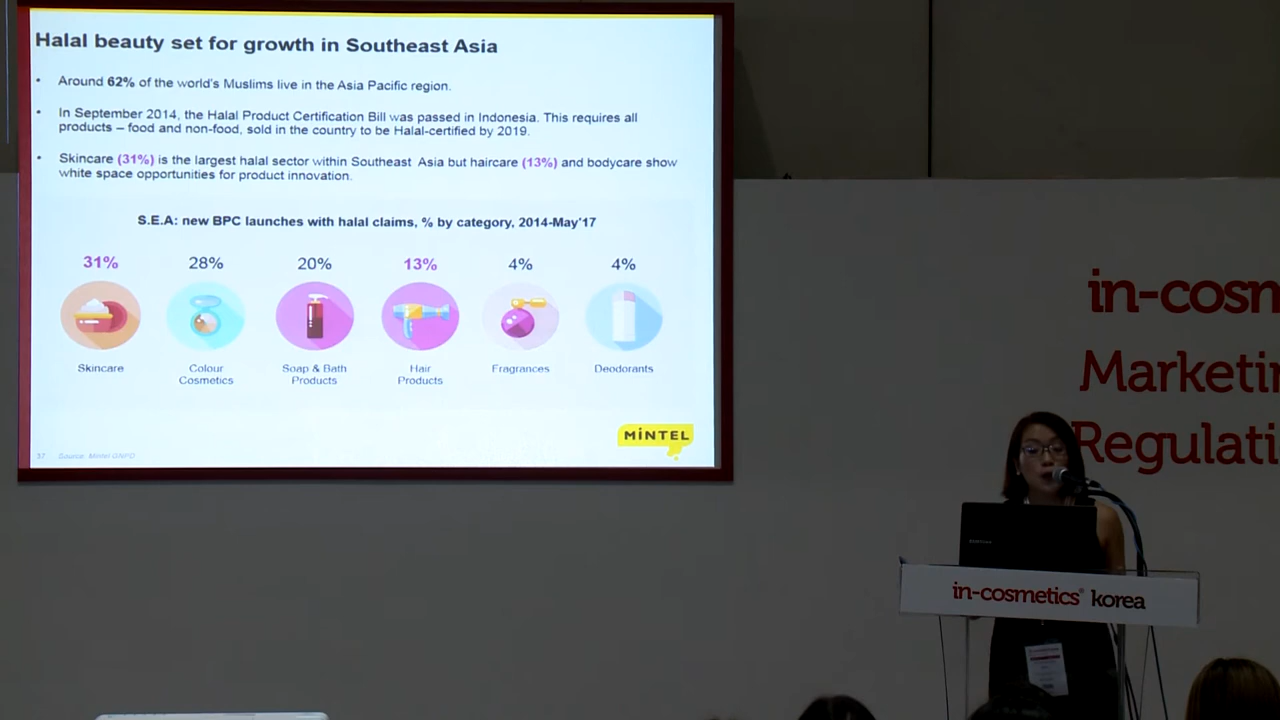 Halal beauty set for growth in Southeast Asia
• Around 62% of the world's Muslims live in the Asia Pacific region.
• In September 2014, the Halal Product Certification Bill was passed in Indonesia. This requires all
products – food and non-food, sold in the country to be Halal-certified by 2019.
• Skincare (31%) is the largest halal sector within Southeast Asia but haircare (13%) and bodycare show
white space opportunities for product innovation.
S.E.A: new BPC launches with halal claims, % by category, 2014-May'17
31% 28% 20% 13% 4% 4%
Skincare Colour Soap & Bath Hair Fragrances Deodorants
Cosmetics Products Products
MINTEL
37 Source: Mintel GNPD
in-cosm
Marketin
Regulati
in-cosmetics® korea